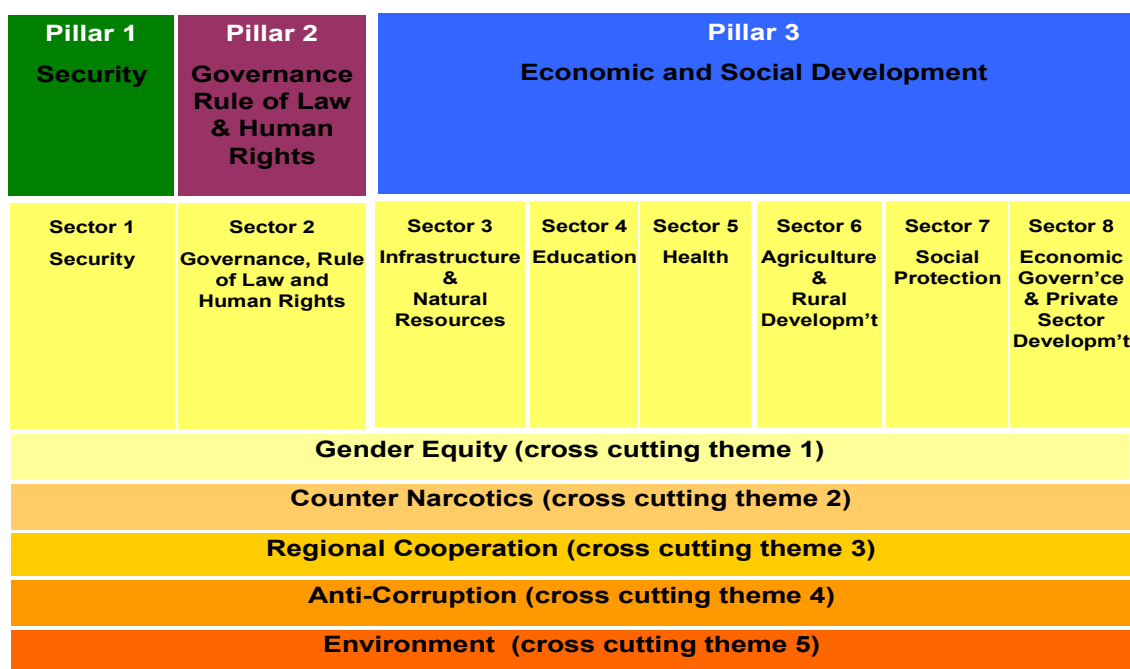 Pillar 1
Security
Pillar 2
Governance
Rule of Law
& Human
Rights
Pillar 3
Economic and Social Development
Sector 1
Security
Sector 2
Governance, Rule
of Law and
Human Rights
Sector 3
Infrastructure
&
Natural
Resources
Sector 4
Education
Sector 5
Health
Sector 6
Agriculture
&
Rural
Developm’t
Sector 7
Social
Protection
Sector 8
Economic
Govern’ce
& Private
Sector
Developm’t
Gender Equity (cross cutting theme 1)
Counter Narcotics (cross cutting theme 2)
Regional Cooperation (cross cutting theme 3)
Anti-Corruption (cross cutting theme 4)
Environment (cross cutting theme 5)